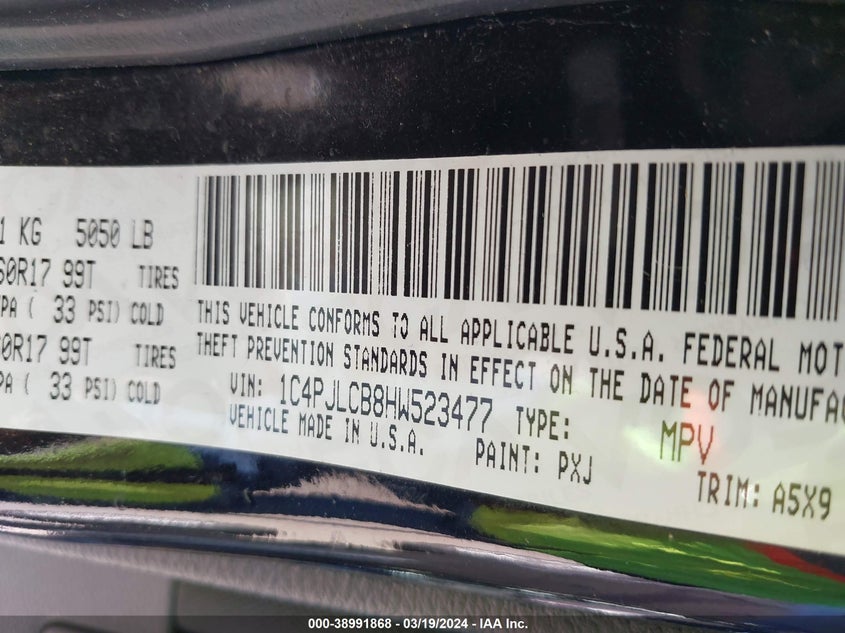 1 KG 5050 LB
60R17 99T TIRES
PA ( 33 PSI) COLD
60R17 99T TIRES
PA ( 33 PSI) COLD
THIS VEHICLE CONFORMS TO ALL APPLICABLE U.S.A. FEDERAL MOT
THEFT PREVENTION STANDARDS IN EFFECT ON THE DATE OF MANUFAC
VIN: 1C4PJLCB8HW523477 TYPE: MPV
VEHICLE MADE IN U.S.A. PAINT: PXJ TRIM: A5X9
000-38991868 - 03/19/2024 - IAA Inc.